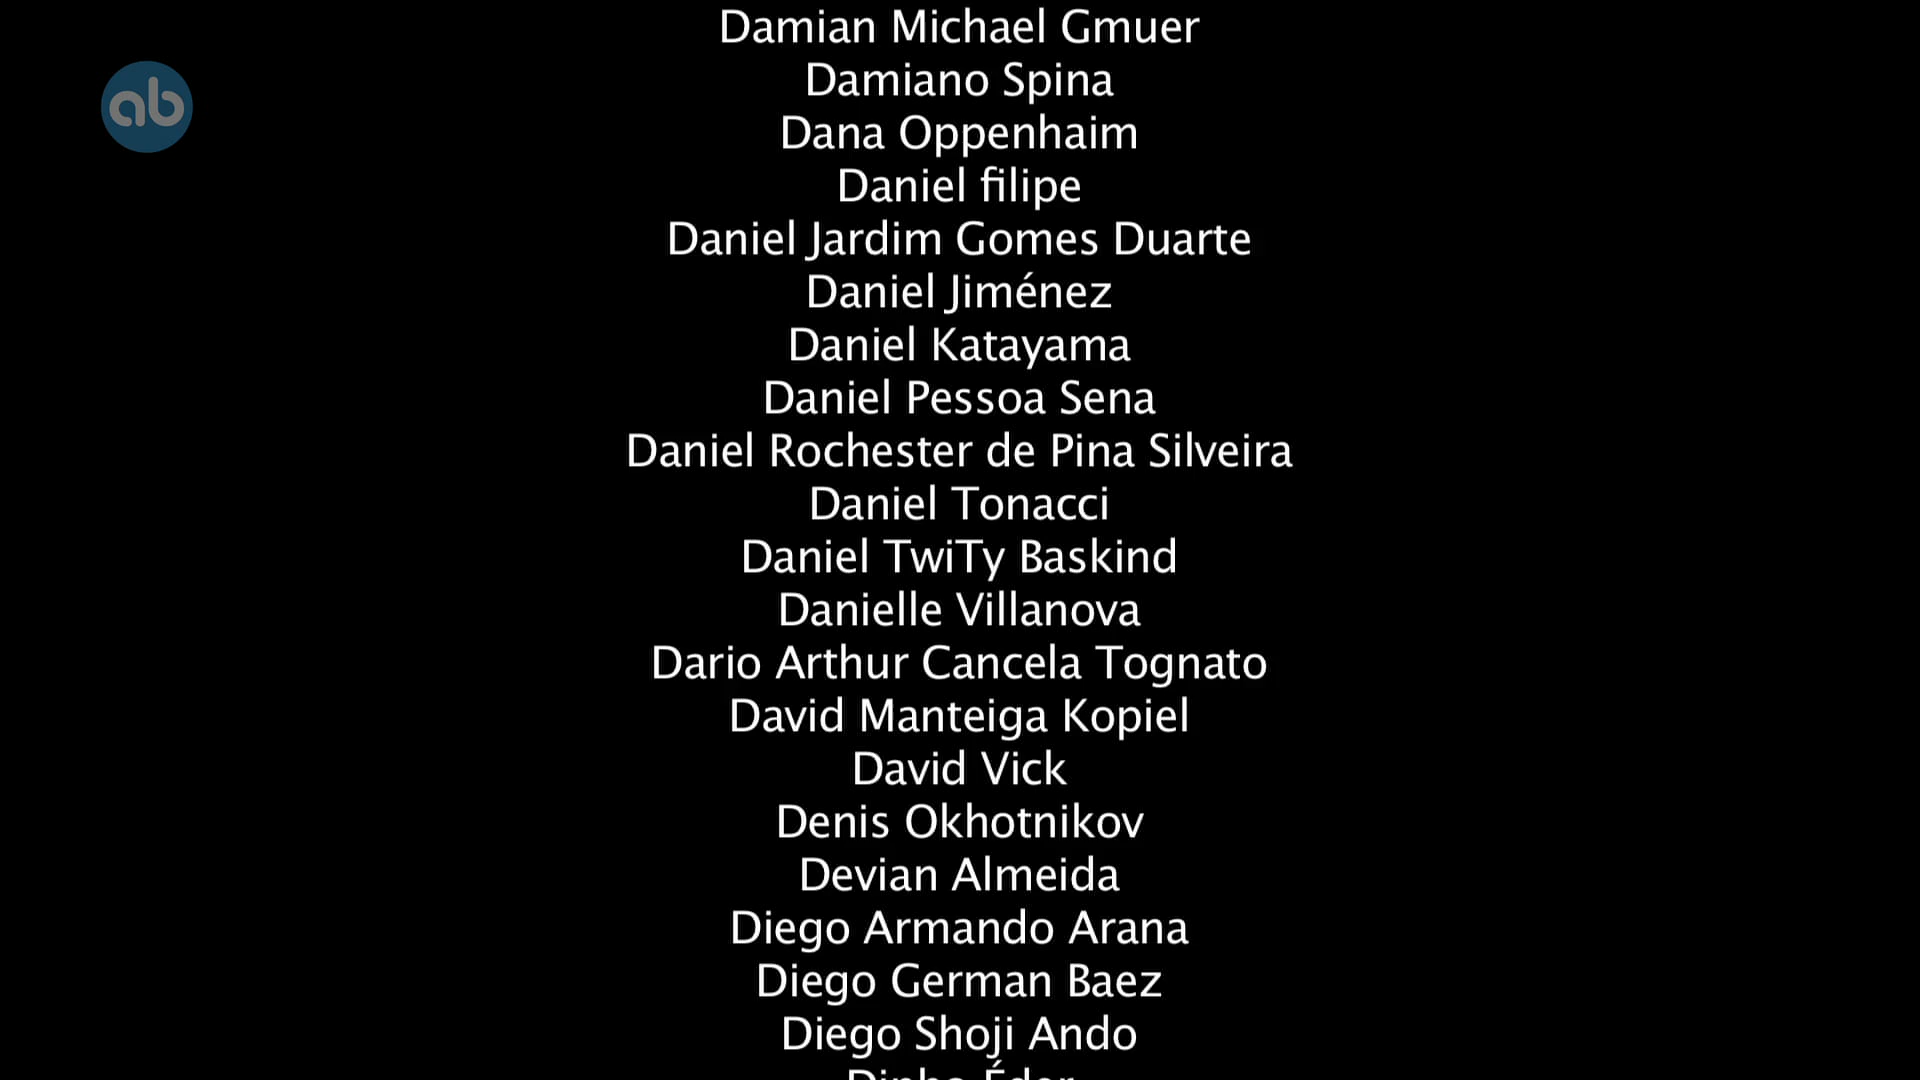 Damian Michael Gmuer
ab
Damiano Spina
Dana Oppenhaim
Daniel filipe
Daniel Jardim Gomes Duarte
Daniel Jiménez
Daniel Katayama
Daniel Pessoa Sena
Daniel Rochester de Pina Silveira
Daniel Tonacci
Daniel TwiTy Baskind
Danielle Villanova
Dario Arthur Cancela Tognato
David Manteiga Kopiel
David Vick
Denis Okhotnikov
Devian Almeida
Diego Armando Arana
Diego German Baez
Diego Shoji Ando